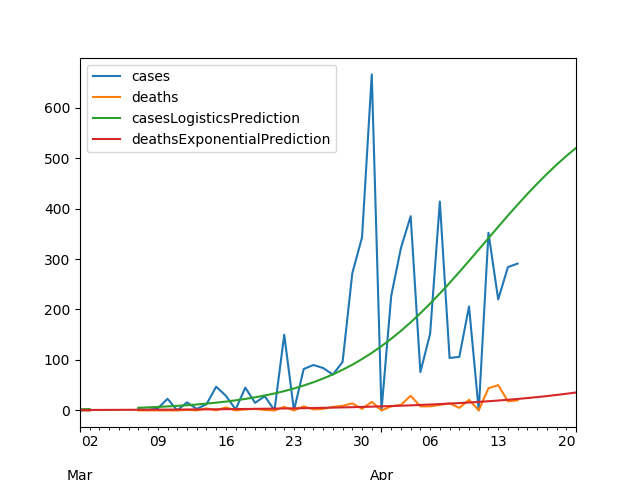 cases
deaths
casesLogisticsPrediction
deathsExponentialPrediction
600
500
400
300
200
100
0
02 09 16 23 30 06 13 20
Mar Apr